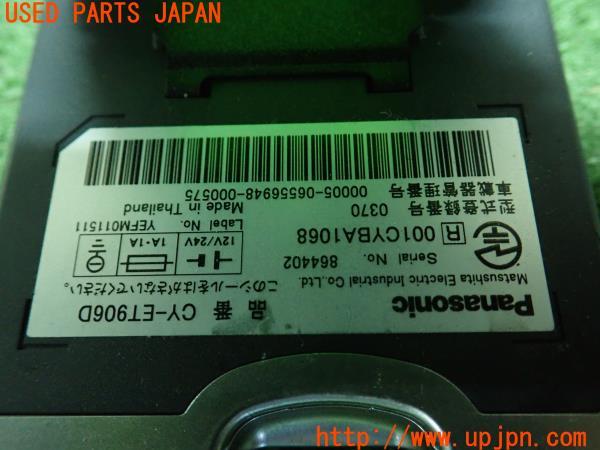 USED PARTS JAPAN
Panasonic
Matsushita Electric Industrial Co.,Ltd.
品番 CY-ET906D
このシールをはがさないでください。
12V/24V
1A・1A
Serial No. 864402
R 001CYBA1068
型式登録番号 0370
Label No. YEFM011511
Made in Thailand
車載器管理番号 00005-06556948-000575
http://www.upjpn.com